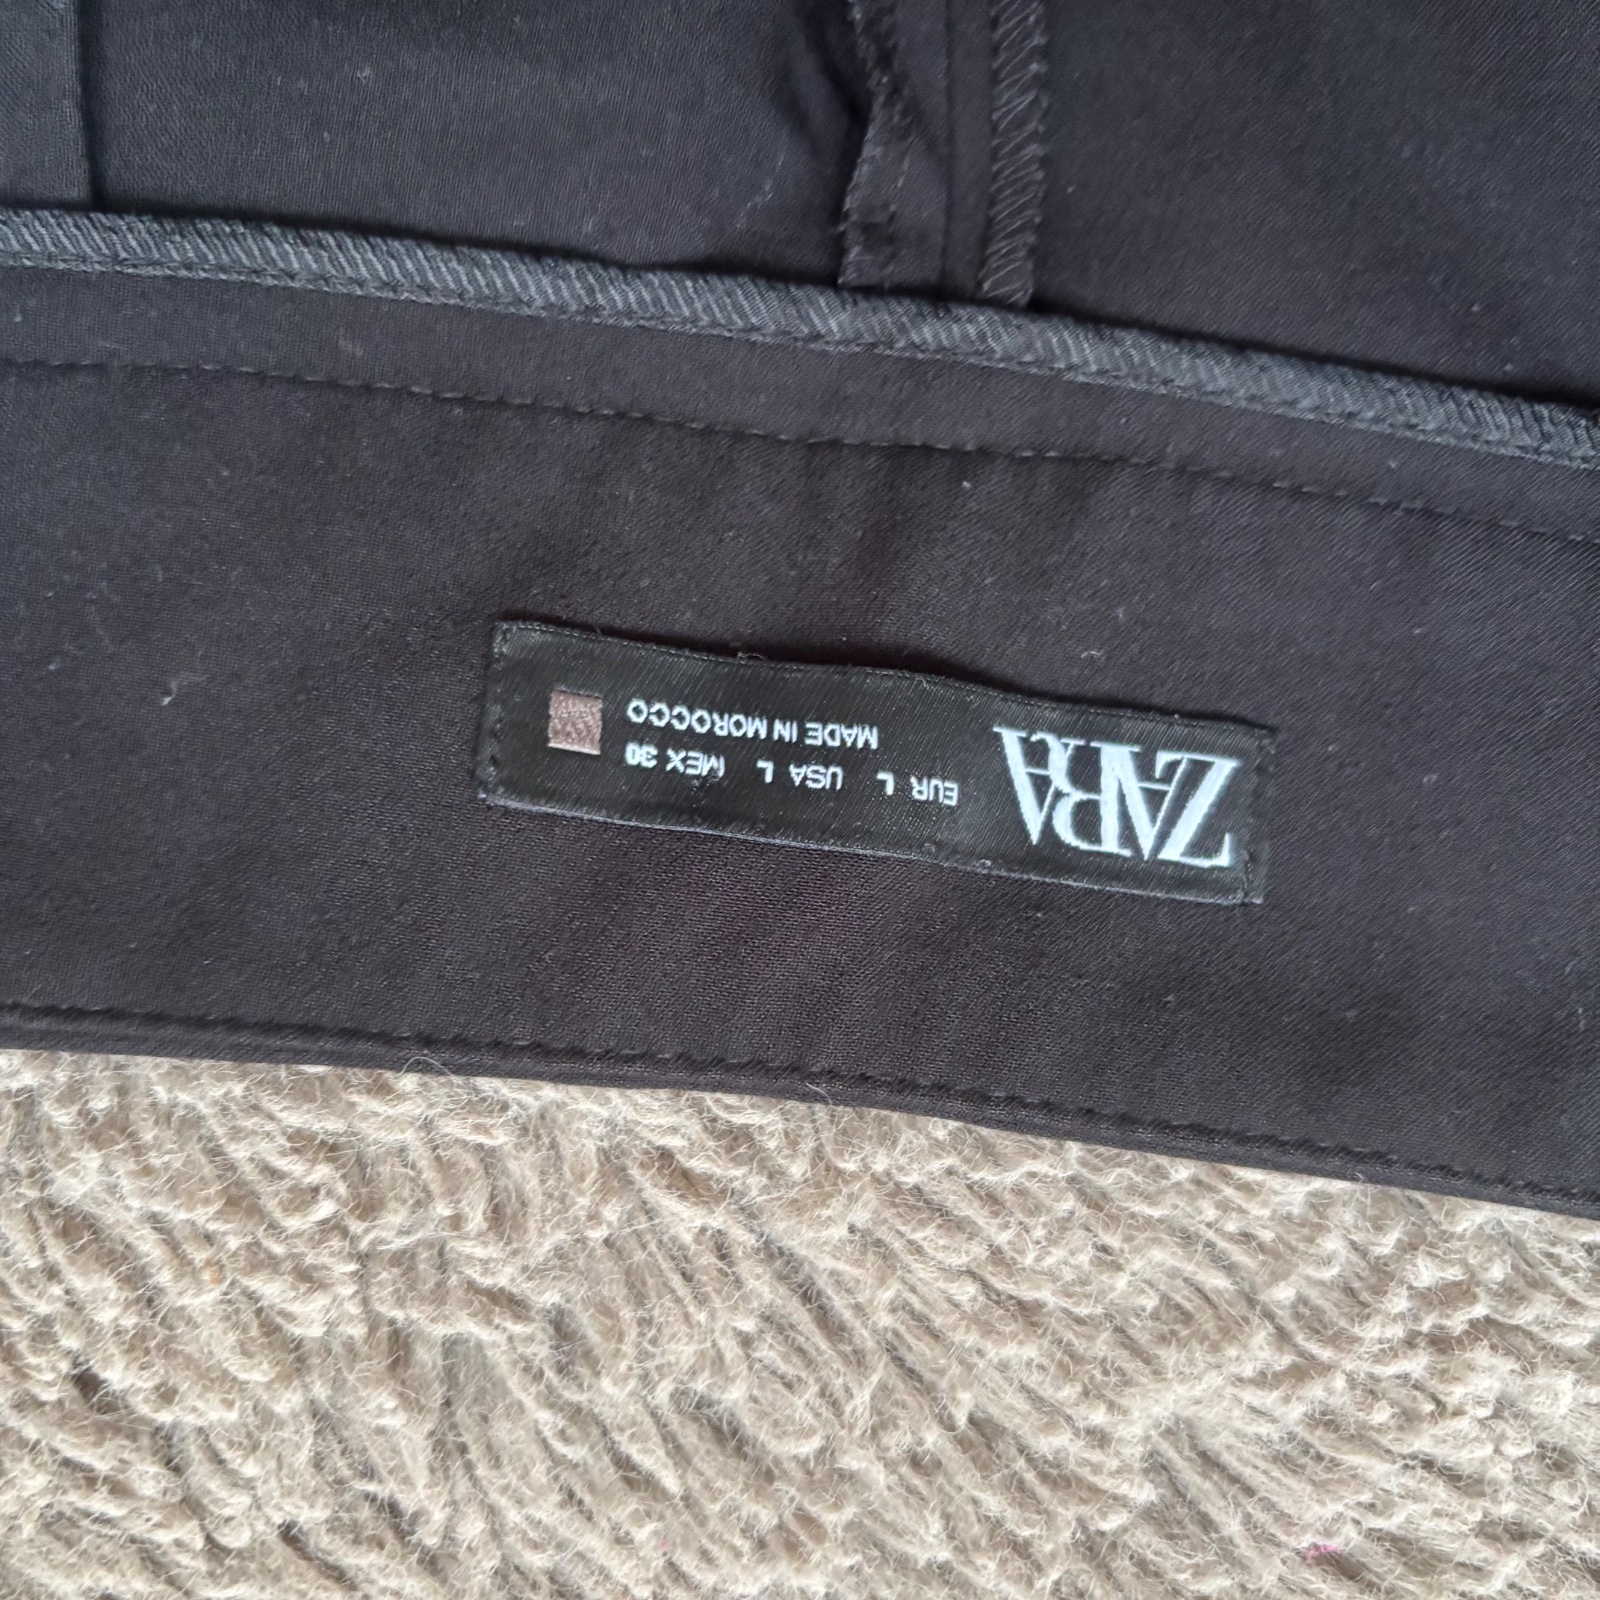 ZARA
EUR L USA L MEX 30
MADE IN MOROCCO